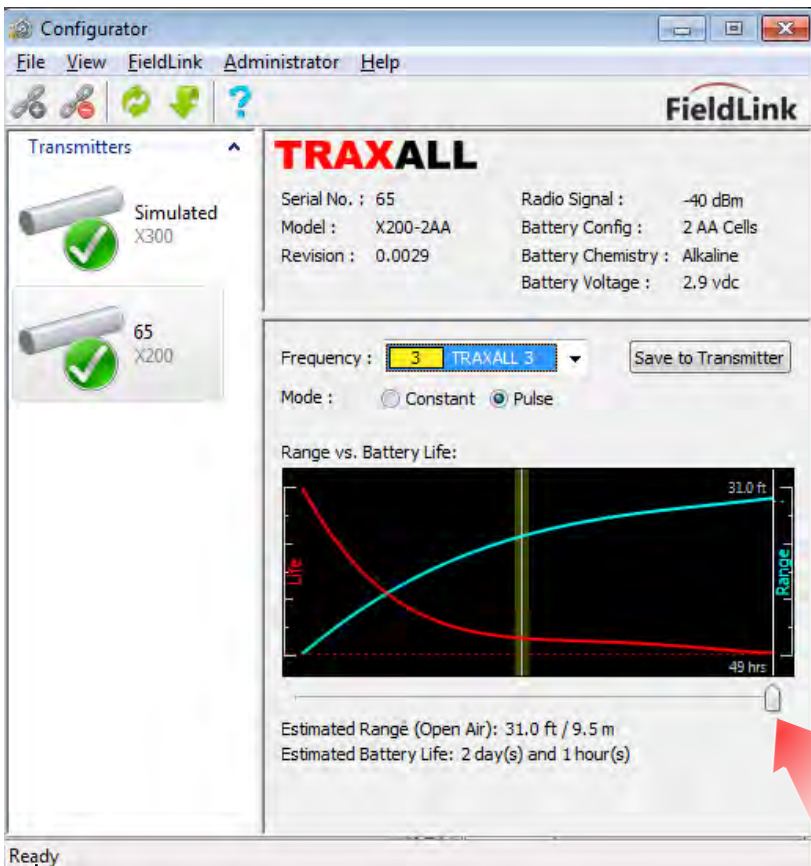 Configurator
File View FieldLink Administrator Help
FieldLink
Transmitters
Simulated
X300
65
X200
TRAXALL
Serial No. : 65 Radio Signal : -40 dBm
Model : X200-2AA Battery Config : 2 AA Cells
Revision : 0.0029 Battery Chemistry : Alkaline
Battery Voltage : 2.9 vdc
Frequency : 3 TRAXALL 3 Save to Transmitter
Mode : Constant Pulse
Range vs. Battery Life:
31.0 ft
Life
Range
49 hrs
Estimated Range (Open Air): 31.0 ft / 9.5 m
Estimated Battery Life: 2 day(s) and 1 hour(s)
Ready